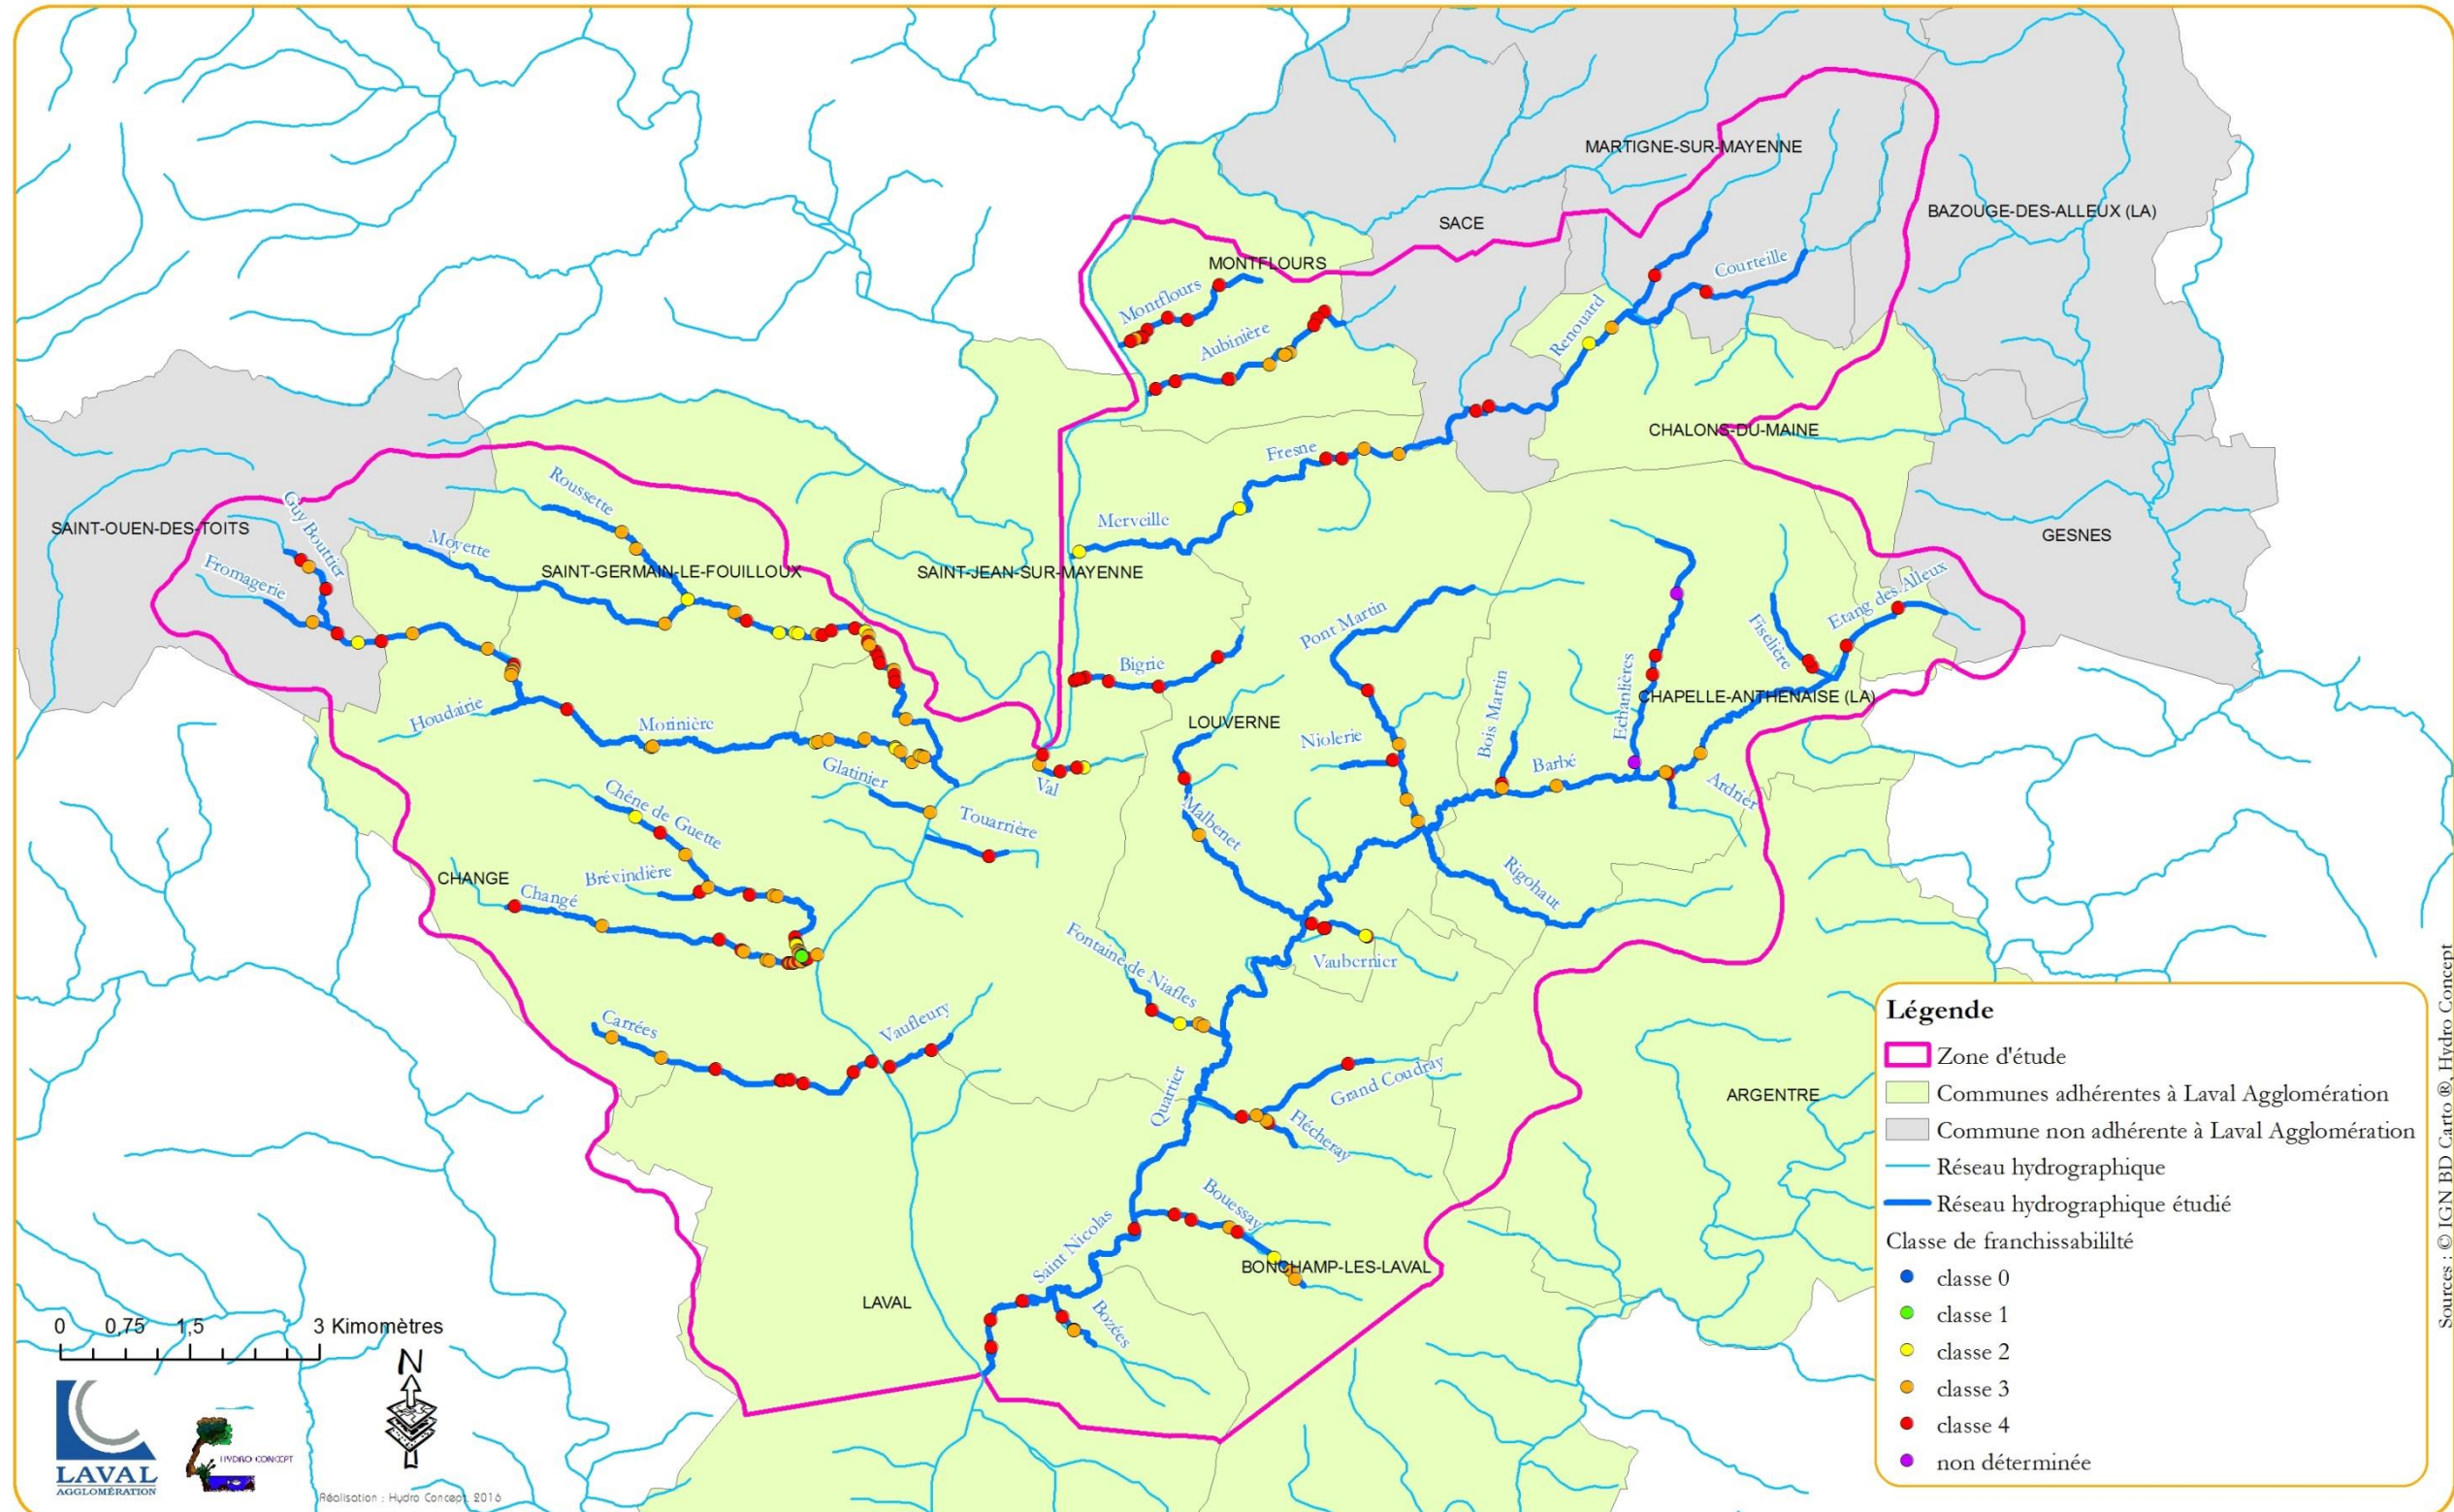 MARTIGNE-SUR-MAYENNE
BAZOUGE-DES-ALLEUX (LA)
SACE
MONTFLOURS
Courteille
Montflours
Renouard
Aubinière
CHALONS-DU-MAINE
Fresne
Roussette
Guy Bouttier
SAINT-OUEN-DES-TOITS
Merveille
GESNES
Moyette
Fromagerie
SAINT-GERMAIN-LE-FOUILLOUX
SAINT-JEAN-SUR-MAYENNE
Etang des Alleux
Pont Martin
Fiselière
Bigrie
Echanlières
CHAPELLE-ANTHENAISE (LA)
Houdairie
Morinière
LOUVERNE
Bois Martin
Niolerie
Barbé
Glatinier
Val
Ardrier
Chêne de Guette
Touarrière
Malbenet
CHANGE
Brévindière
Changé
Rigohaut
Fontaine de Niafles
Vaubernier
Carrées
Vaufleury
Grand Coudray
Quartier
Flécheray
ARGENTRE
Bouessay
Saint Nicolas
BONCHAMP-LES-LAVAL
LAVAL
Bozées
Légende
Zone d'étude
Communes adhérentes à Laval Agglomération
Commune non adhérente à Laval Agglomération
Réseau hydrographique
Réseau hydrographique étudié
Classe de franchissabililté
classe 0
classe 1
classe 2
classe 3
classe 4
non déterminée
0 0,75 1,5 3 Kimomètres
N
LAVAL
AGGLOMÉRATION
HYDRO CONCEPT
Réalisation : Hydro Concept, 2016
Sources : © IGN BD Carto ®, Hydro Concept